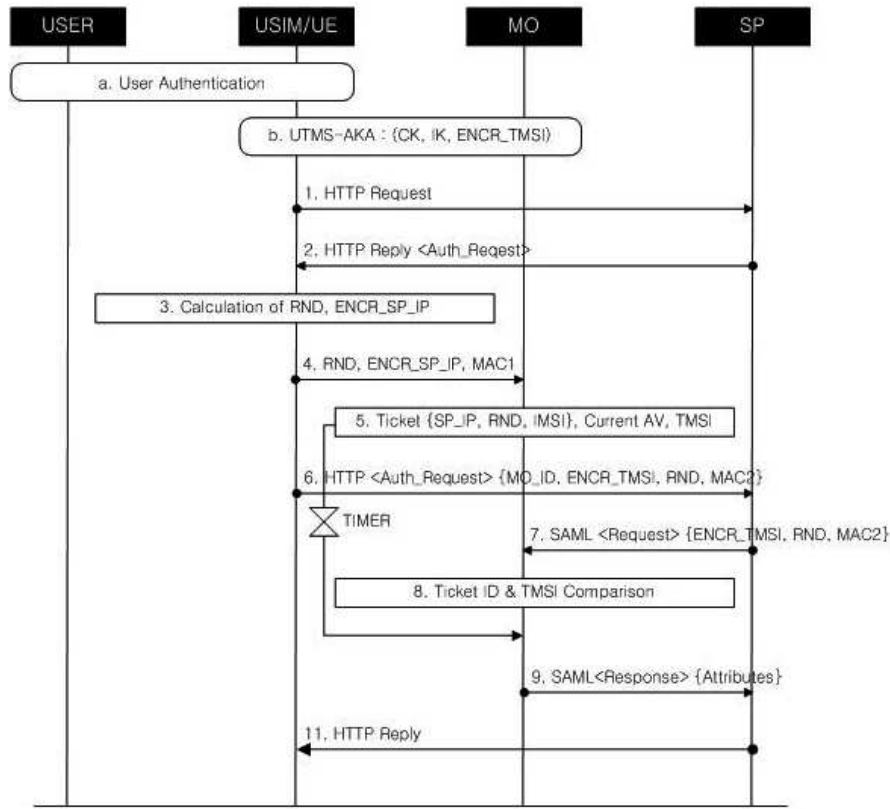 USER USIM/UE MO SP
a. User Authentication
b. UTMS-AKA : {CK, IK, ENCR_TMSI}
1. HTTP Request
2. HTTP Reply <Auth_Reqest>
3. Calculation of RND, ENCR_SP_IP
4. RND, ENCR_SP_IP, MAC1
5. Ticket {SP_IP, RND, IMSI}, Current AV, TMSI
6. HTTP <Auth_Request> {MO_ID, ENCR_TMSI, RND, MAC2}
TIMER
7. SAML <Request> {ENCR_TMSI, RND, MAC2}
8. Ticket ID & TMSI Comparison
9. SAML<Response> {Attributes}
11. HTTP Reply